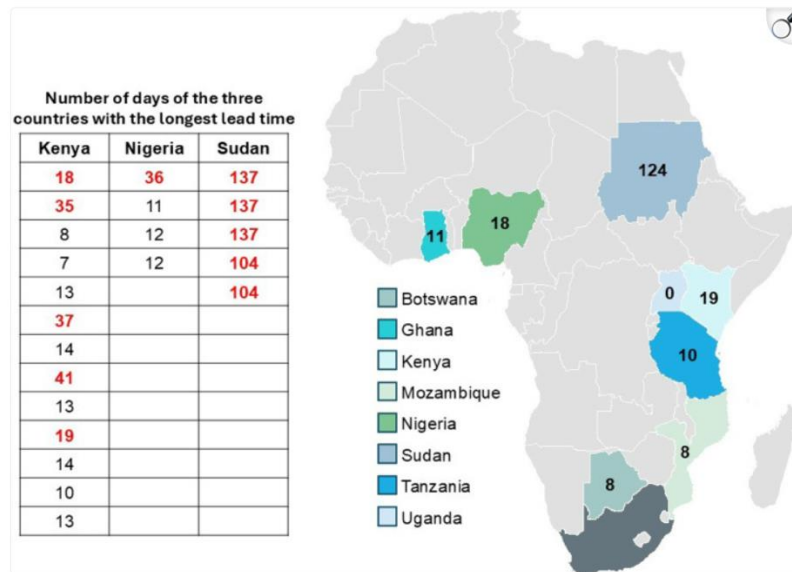 Number of days of the three
countries with the longest lead time
Kenya Nigeria Sudan
18 36 137
35 11 137
8 12 137
7 12 104
13 104
37
14
41
13
19
14
10
13
124
18
11
0
19
10
8
8
Botswana
Ghana
Kenya
Mozambique
Nigeria
Sudan
Tanzania
Uganda